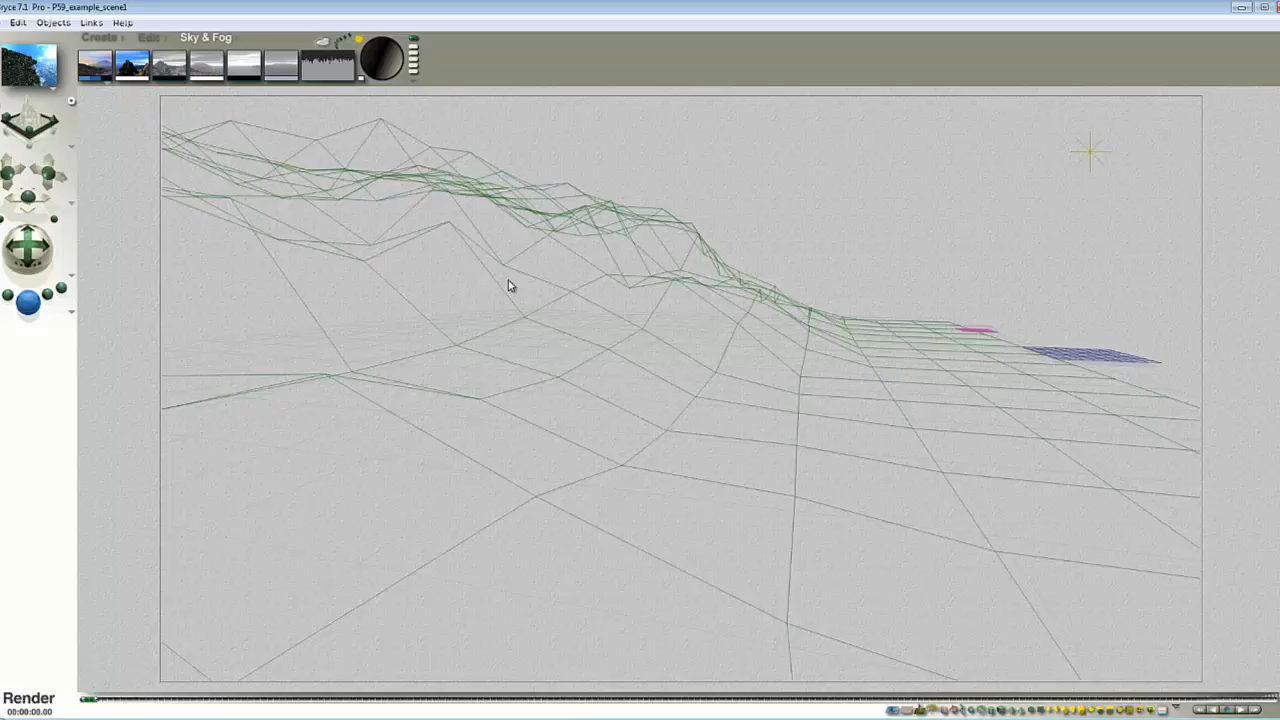 ryce 7.1 Pro - P59_example_scene1
Edit Objects Links Help
Create Edit Sky & Fog
Render
00:00:00.00